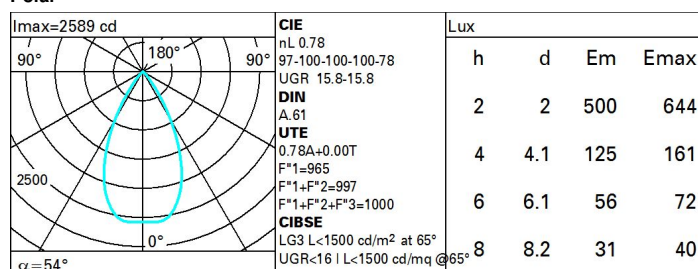 Imax=2589 cd
90°
180°
90°
2500
0°
α=54°
CIE
nL 0.78
97-100-100-100-78
UGR 15.8-15.8
DIN
A.61
UTE
0.78A+0.00T
F"1=965
F"1+F"2=997
F"1+F"2+F"3=1000
CIBSE
LG3 L<1500 cd/m² at 65°
UGR<16 | L<1500 cd/mq @65°
Lux
h d Em Emax
2 2 500 644
4 4.1 125 161
6 6.1 56 72
8 8.2 31 40